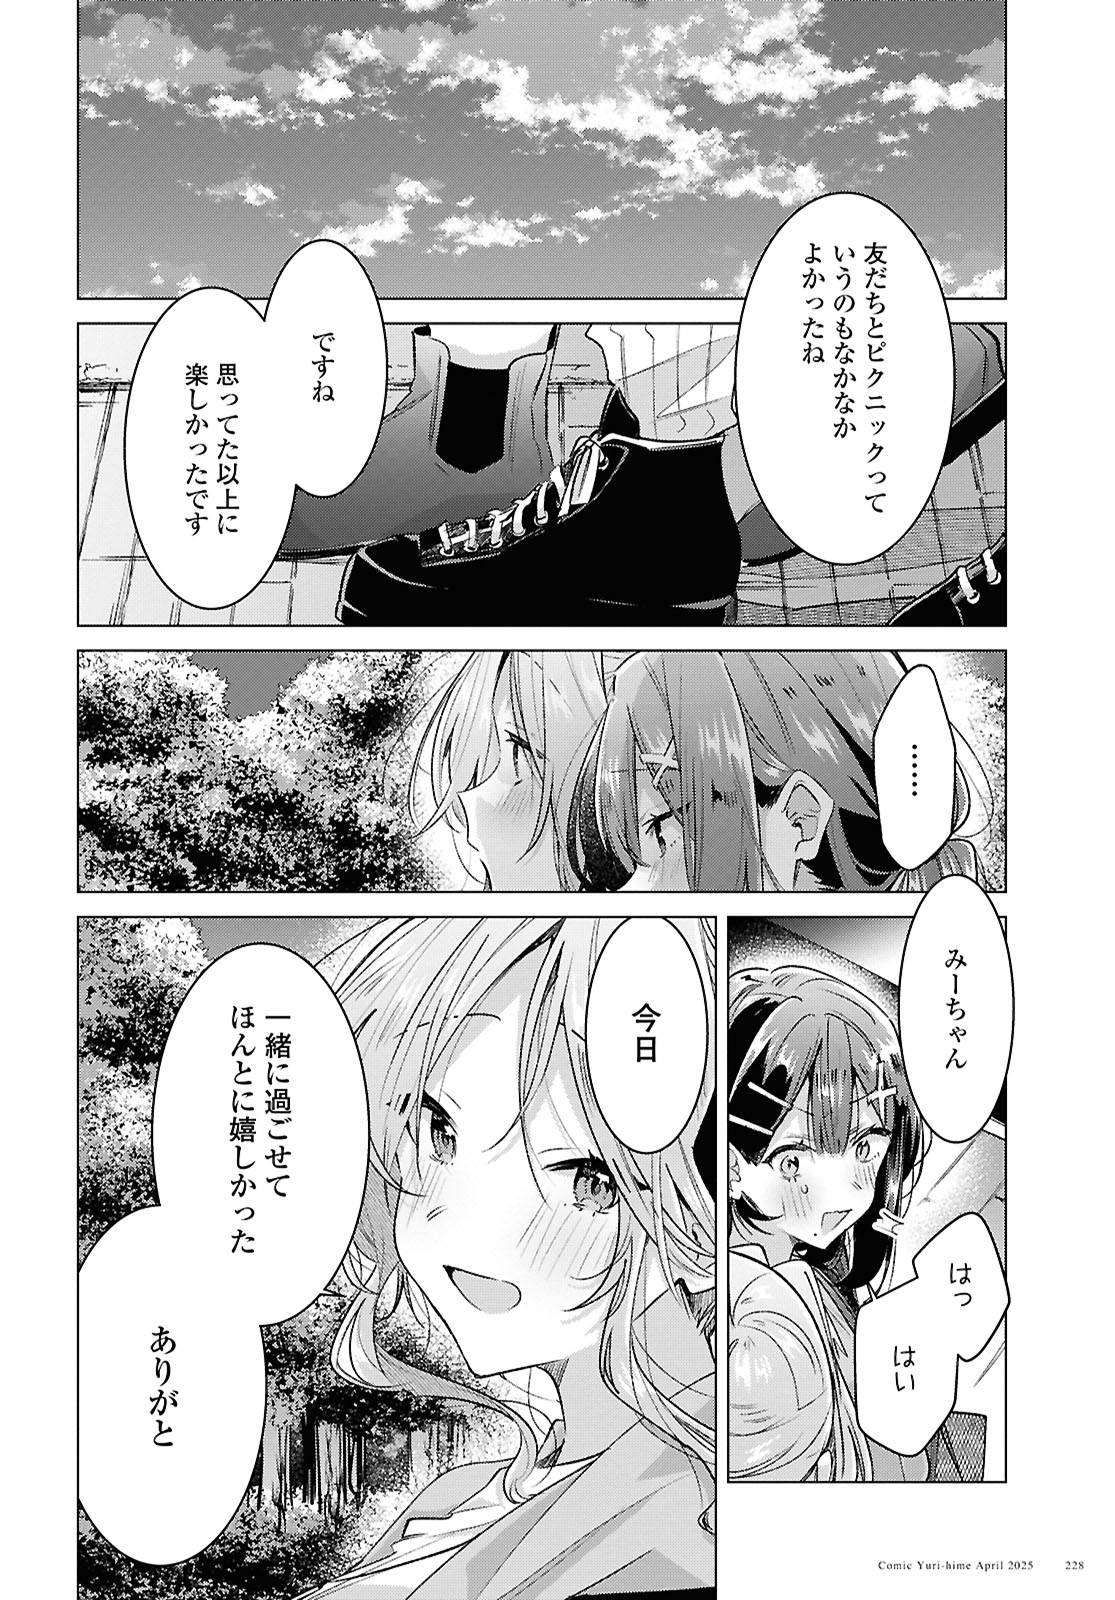 友だちとピクニックって
いうのもなかなか
よかったね
ですね
思ってた以上に
楽しかったです
……
みーちゃん
はっ
はい
今日
一緒に過ごせて
ほんとに嬉しかった
ありがと
Comic Yuri-hime April 2025
228